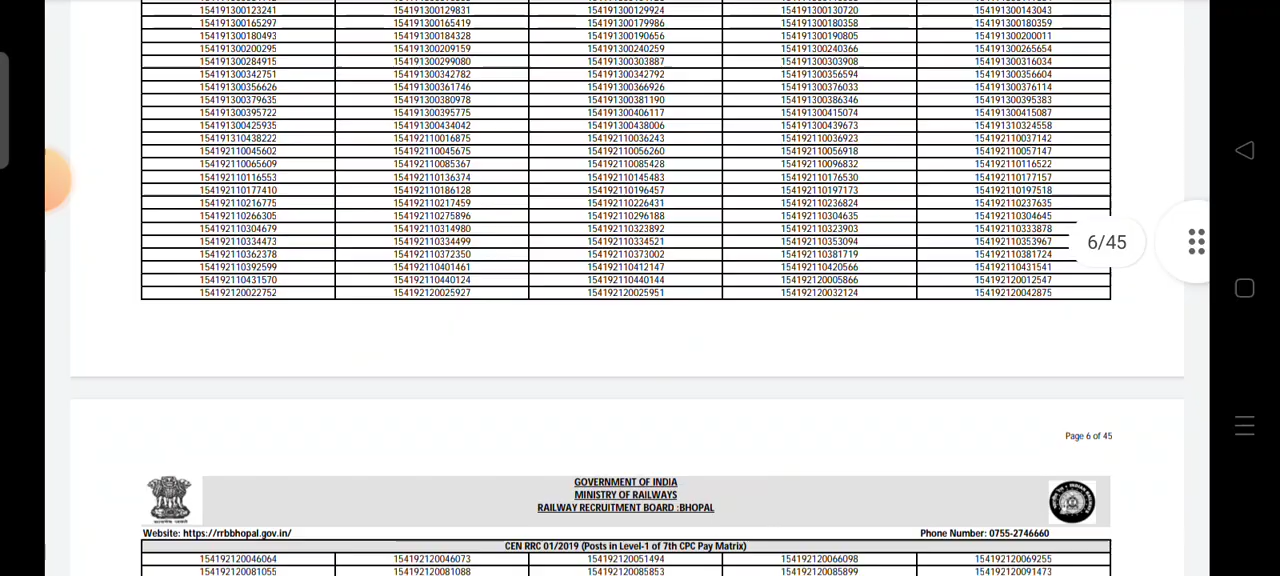 154191300123241 154191300129831 154191300129924 154191300130720 154191300143043
154191300165297 154191300165419 154191300179986 154191300180358 154191300180359
154191300180493 154191300184328 154191300190656 154191300190805 154191300200011
154191300200295 154191300209159 154191300240259 154191300240366 154191300265654
154191300284915 154191300299080 154191300303887 154191300303908 154191300316034
154191300342751 154191300342782 154191300342792 154191300356594 154191300356604
154191300356626 154191300361746 154191300366926 154191300376033 154191300376114
154191300379635 154191300380978 154191300381190 154191300386346 154191300395383
154191300395722 154191300395775 154191300406117 154191300415074 154191300415087
154191300425935 154191300434042 154191300438006 154191300439673 154191310324558
154191310438222 154192110016875 154192110036243 154192110036923 154192110037142
154192110045602 154192110045675 154192110056260 154192110056918 154192110057147
154192110065609 154192110085367 154192110085428 154192110096832 154192110116522
154192110116553 154192110136374 154192110145483 154192110176530 154192110177157
154192110177410 154192110186128 154192110196457 154192110197173 154192110197518
154192110216775 154192110217459 154192110226431 154192110236824 154192110237635
154192110266305 154192110275896 154192110296188 154192110304635 154192110304645
154192110304679 154192110314980 154192110323892 154192110323903 154192110333878
154192110334473 154192110334499 154192110334521 154192110353094 154192110353967
6/45
154192110362378 154192110372350 154192110373002 154192110381719 154192110381724
154192110392599 154192110401461 154192110412147 154192110420566 154192110431541
154192110431570 154192110440124 154192110440144 154192120005866 154192120012547
154192120022752 154192120025927 154192120025951 154192120032124 154192120042875
Page 6 of 45
GOVERNMENT OF INDIA
MINISTRY OF RAILWAYS
RAILWAY RECRUITMENT BOARD :BHOPAL
Website: https://rrbbhopal.gov.in/ Phone Number: 0755-2746660
CEN RRC 01/2019 (Posts in Level-1 of 7th CPC Pay Matrix)
154192120046064 154192120046073 154192120051494 154192120066098 154192120069255
154192120081055 154192120081088 154192120085853 154192120085899 154192120091473